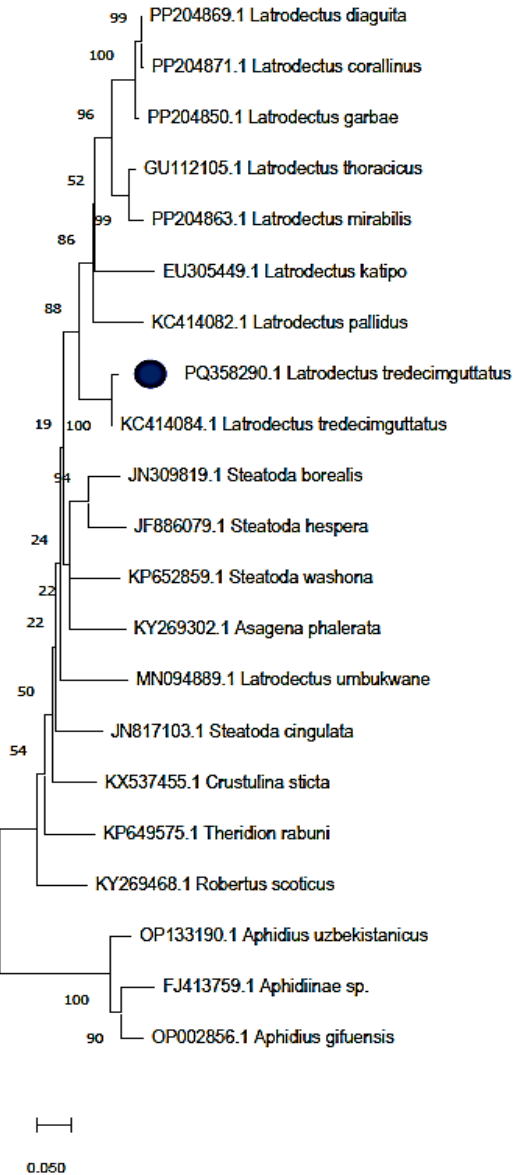 99
PP204869.1 Latrodectus diaguita
100
PP204871.1 Latrodectus corallinus
96
PP204850.1 Latrodectus garbae
GU112105.1 Latrodectus thoracicus
52
99
PP204863.1 Latrodectus mirabilis
86
EU305449.1 Latrodectus katipo
88
KC414082.1 Latrodectus pallidus
PQ358290.1 Latrodectus tredecimguttatus
19
100
KC414084.1 Latrodectus tredecimguttatus
94
JN309819.1 Steatoda borealis
24
JF886079.1 Steatoda hespera
22
KP652859.1 Steatoda washona
22
KY269302.1 Asagena phalerata
50
MN094889.1 Latrodectus umbukwane
JN817103.1 Steatoda cingulata
54
KX537455.1 Crustulina sticta
KP649575.1 Theridion rabuni
KY269468.1 Robertus scoticus
OP133190.1 Aphidius uzbekistanicus
100
FJ413759.1 Aphidiinae sp.
90
OP002856.1 Aphidius gifuensis
0.050